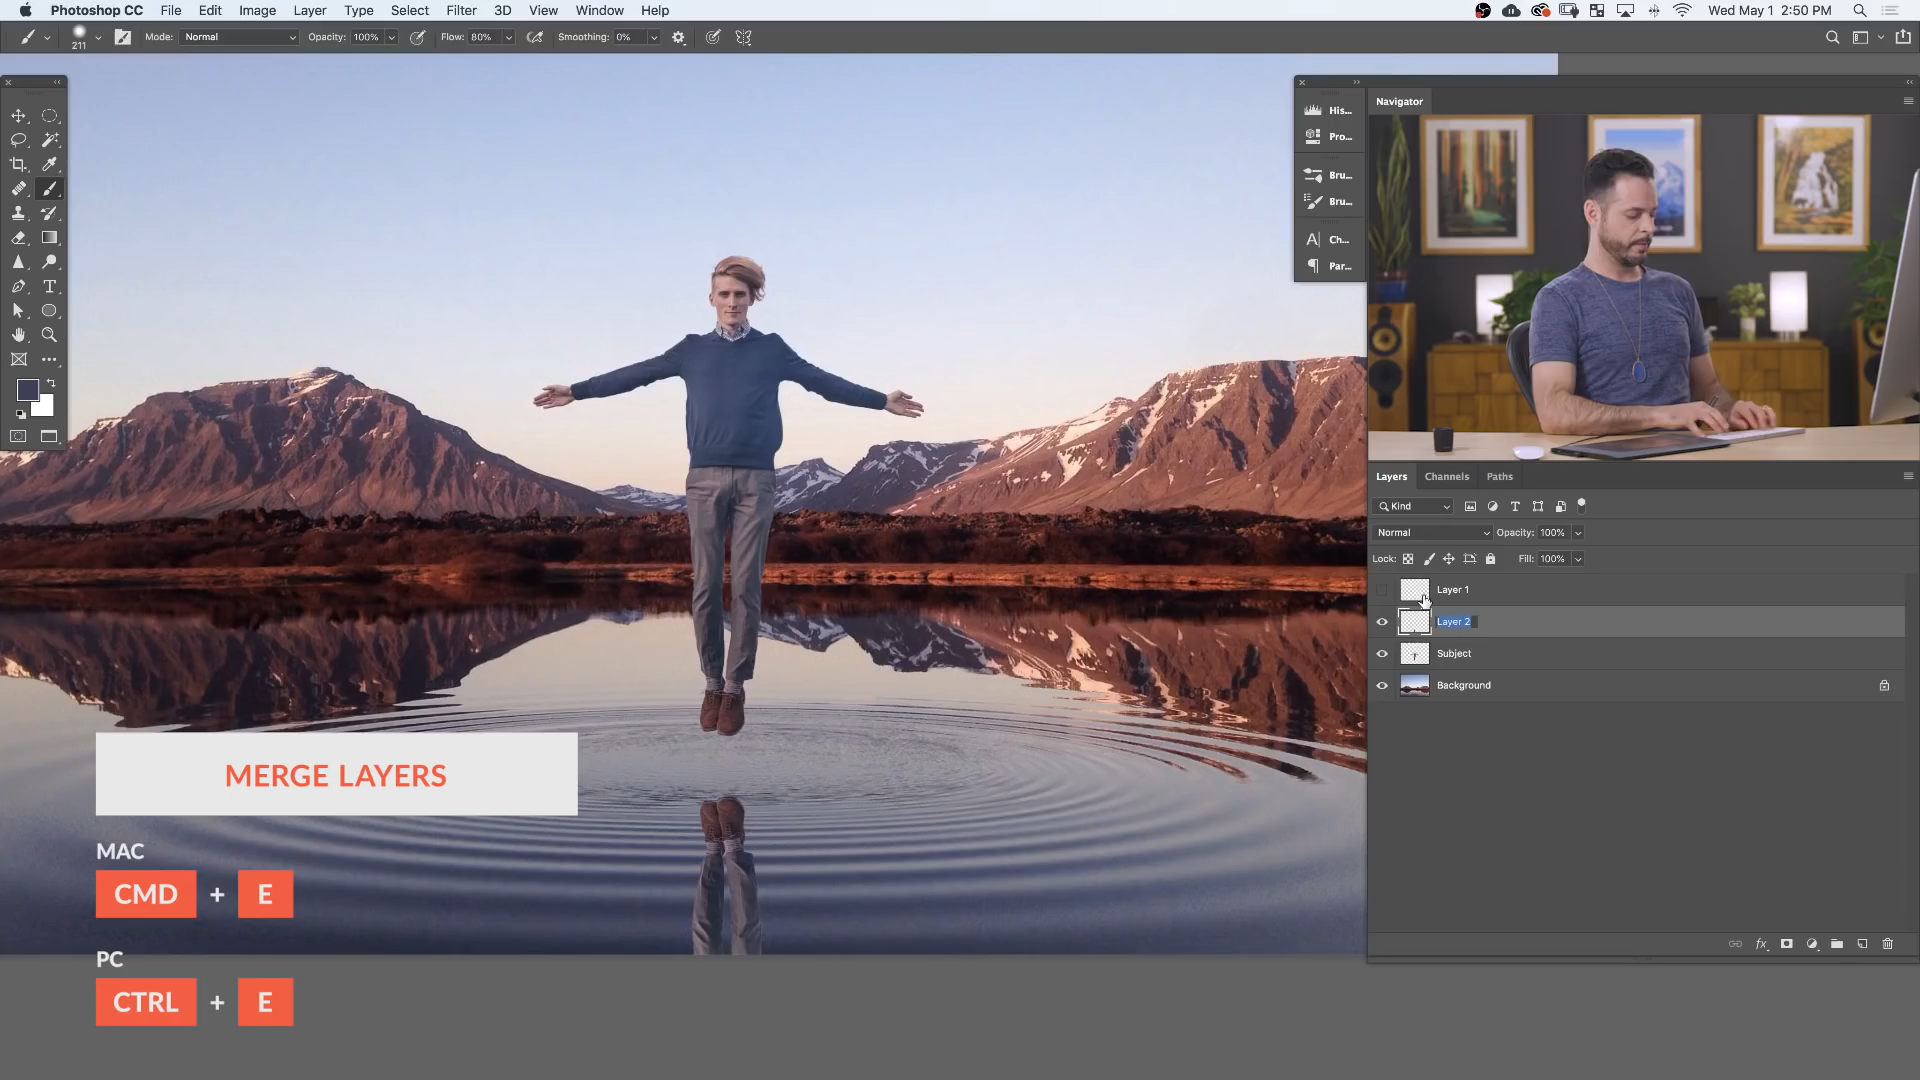 Photoshop CC File Edit Image Layer Type Select Filter 3D View Window Help Wed May 1 2:50 PM
211 Mode: Normal Opacity: 100% Flow: 80% Smoothing: 0%
His...
Pro...
Bru...
Bru...
Ch...
Par...
Navigator
Layers Channels Paths
Kind
Normal Opacity: 100%
Lock: Fill: 100%
Layer 1
Layer 2
Subject
Background
fx
MERGE LAYERS
MAC
CMD + E
PC
CTRL + E